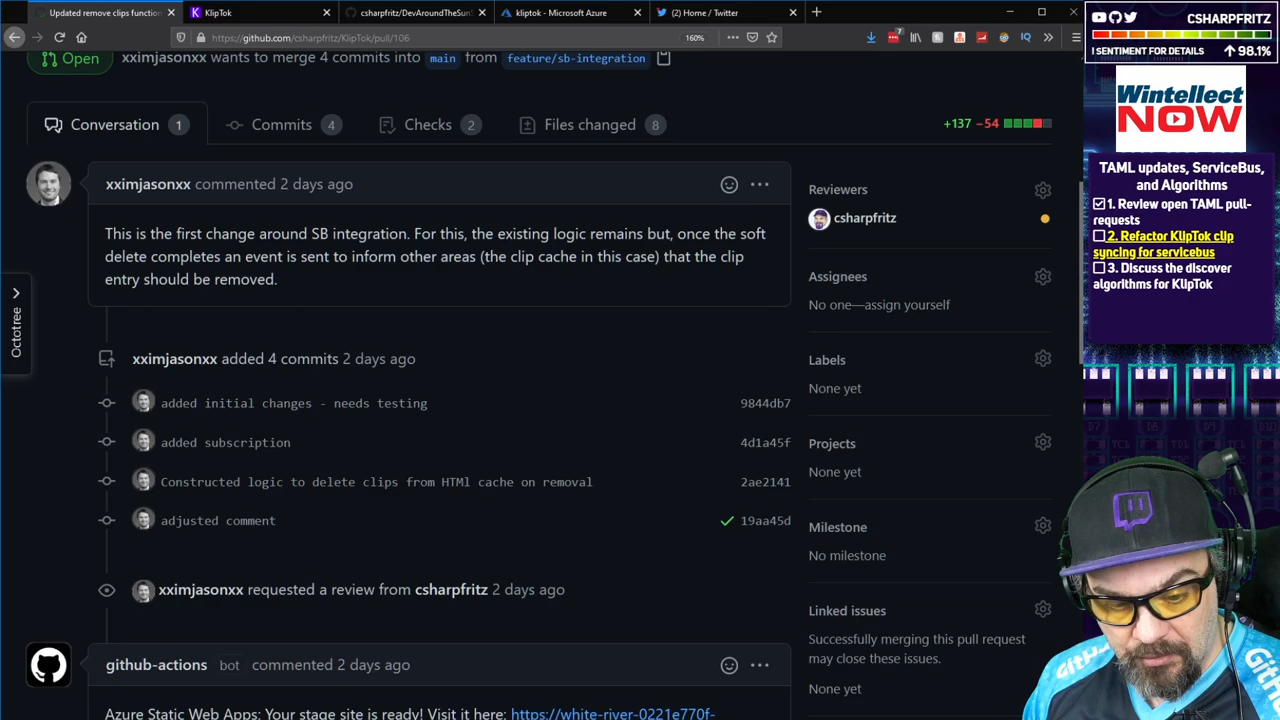 Updated remove clips function
KlipTok
csharpfritz/DevAroundTheSun
kliptok - Microsoft Azure
(2) Home / Twitter
https://github.com/csharpfritz/KlipTok/pull/106
160%
CSHARPFRITZ
! SENTIMENT FOR DETAILS
98.1%
Open
xximjasonxx wants to merge 4 commits into main from feature/sb-integration
Conversation 1
Commits 4
Checks 2
Files changed 8
+137 −54
xximjasonxx commented 2 days ago
This is the first change around SB integration. For this, the existing logic remains but, once the soft
delete completes an event is sent to inform other areas (the clip cache in this case) that the clip
entry should be removed.
xximjasonxx added 4 commits 2 days ago
added initial changes - needs testing 9844db7
added subscription 4d1a45f
Constructed logic to delete clips from HTMl cache on removal 2ae2141
adjusted comment 19aa45d
xximjasonxx requested a review from csharpfritz 2 days ago
github-actions bot commented 2 days ago
Azure Static Web Apps: Your stage site is ready! Visit it here: https://white-river-0221e770f-
Reviewers
csharpfritz
Assignees
No one—assign yourself
Labels
None yet
Projects
None yet
Milestone
No milestone
Linked issues
Successfully merging this pull request
may close these issues.
None yet
Octotree
Wintellect
NOW
TAML updates, ServiceBus,
and Algorithms
1. Review open TAML pull-
requests
2. Refactor KlipTok clip
syncing for servicebus
3. Discuss the discover
algorithms for KlipTok